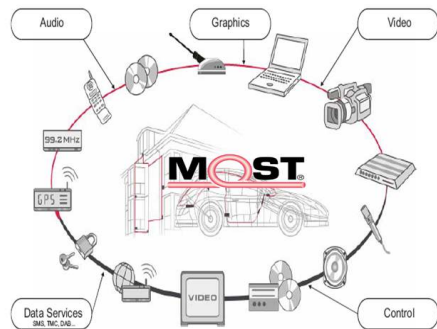 Audio
Graphics
Video
99.2 MHz
MOST®
GPS
VIDEO
Data Services
SMS, TMC, DAB...
Control